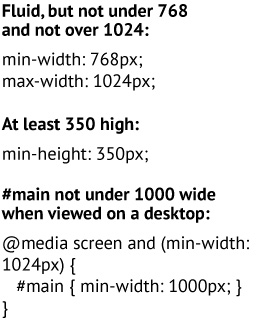 Fluid, but not under 768
and not over 1024:
min-width: 768px;
max-width: 1024px;
At least 350 high:
min-height: 350px;
#main not under 1000 wide
when viewed on a desktop:
@media screen and (min-width:
1024px) {
#main { min-width: 1000px; }
}